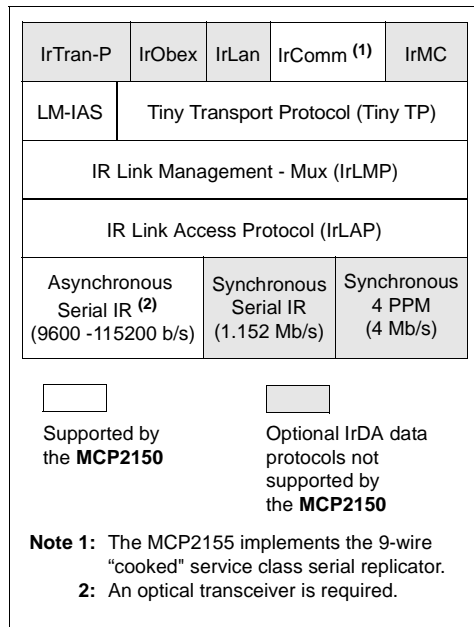 IrTran-P IrObex IrLan IrComm (1) IrMC
LM-IAS Tiny Transport Protocol (Tiny TP)
IR Link Management - Mux (IrLMP)
IR Link Access Protocol (IrLAP)
Asynchronous
Serial IR (2)
(9600 -115200 b/s)
Synchronous
Serial IR
(1.152 Mb/s)
Synchronous
4 PPM
(4 Mb/s)
Supported by
the MCP2150
Optional IrDA data
protocols not
supported by
the MCP2150
Note 1: The MCP2155 implements the 9-wire
“cooked" service class serial replicator.
2: An optical transceiver is required.